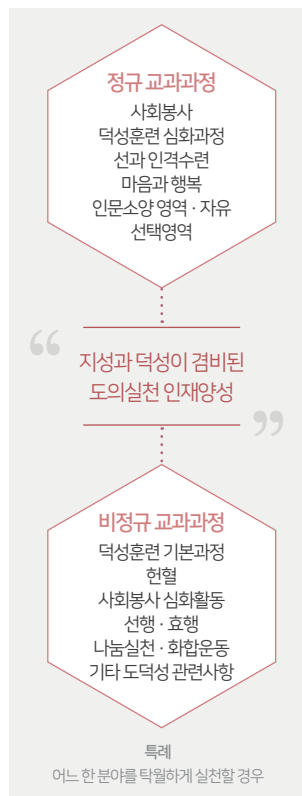 정규 교과과정
사회봉사
덕성훈련 심화과정
선과 인격수련
마음과 행복
인문소양 영역 · 자유
선택영역
“
지성과 덕성이 겸비된
도의실천 인재양성
”
비정규 교과과정
덕성훈련 기본과정
헌혈
사회봉사 심화활동
선행 · 효행
나눔실천 · 화합운동
기타 도덕성 관련사항
특례
어느 한 분야를 탁월하게 실천할 경우